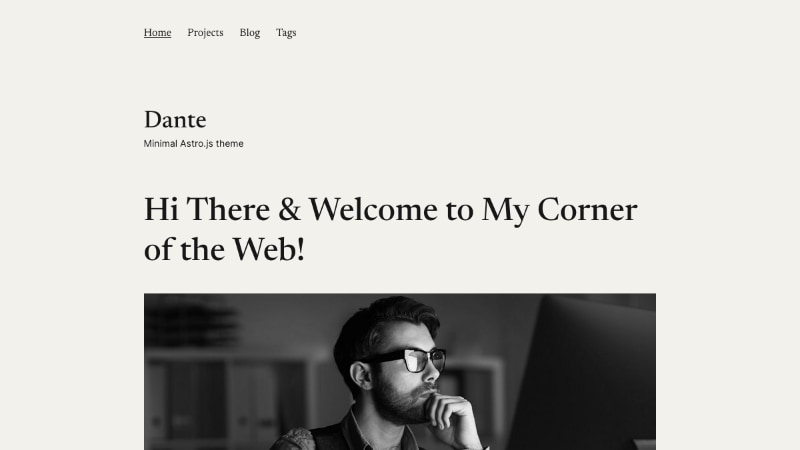 Home Projects Blog Tags
Dante
Minimal Astro.js theme
Hi There & Welcome to My Corner
of the Web!